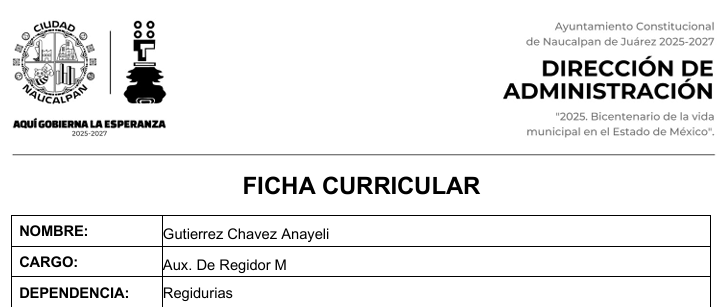 CIUDAD
NAUCALPAN
AQUÍ GOBIERNA LA ESPERANZA
2025-2027
Ayuntamiento Constitucional
de Naucalpan de Juárez 2025-2027
DIRECCIÓN DE
ADMINISTRACIÓN
"2025. Bicentenario de la vida
municipal en el Estado de México".
FICHA CURRICULAR
NOMBRE: Gutierrez Chavez Anayeli
CARGO: Aux. De Regidor M
DEPENDENCIA: Regidurias